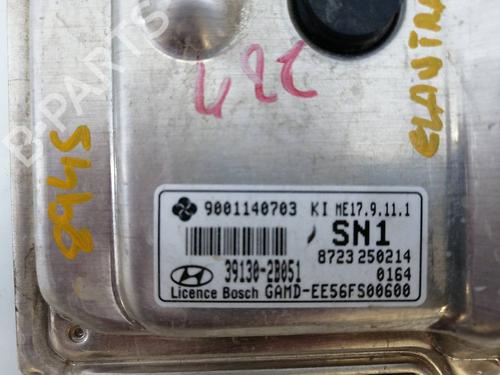 42C
ELANTRA
8945
B-PARTS
9001140703 KI ME17.9.11.1
SN1
8723 250214
39130-2B051 0164
Licence Bosch GAMD-EE56FS00600